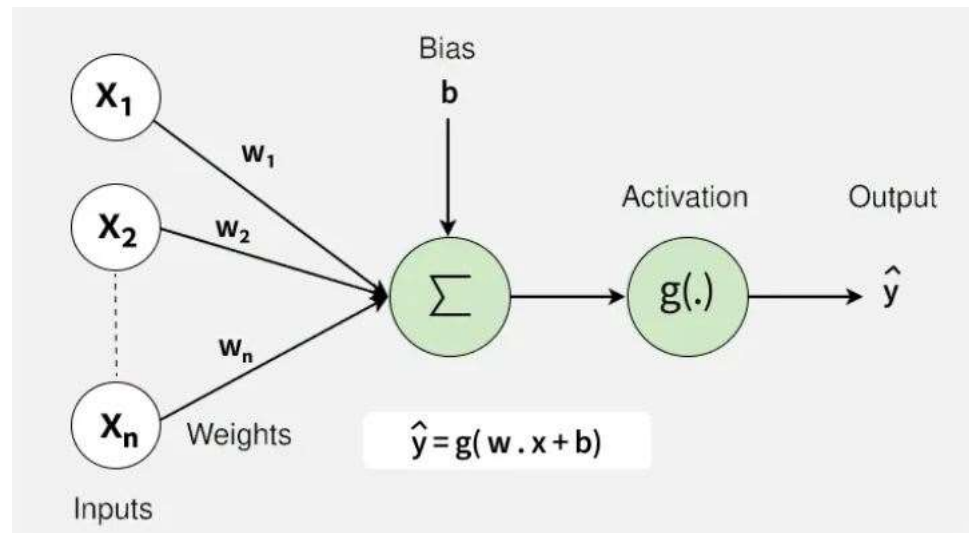 Bias
b
X₁
w₁
X₂
w₂
Activation
Output
∑
g(.)
ŷ
wₙ
Xₙ
Weights
ŷ = g( w . x + b)
Inputs